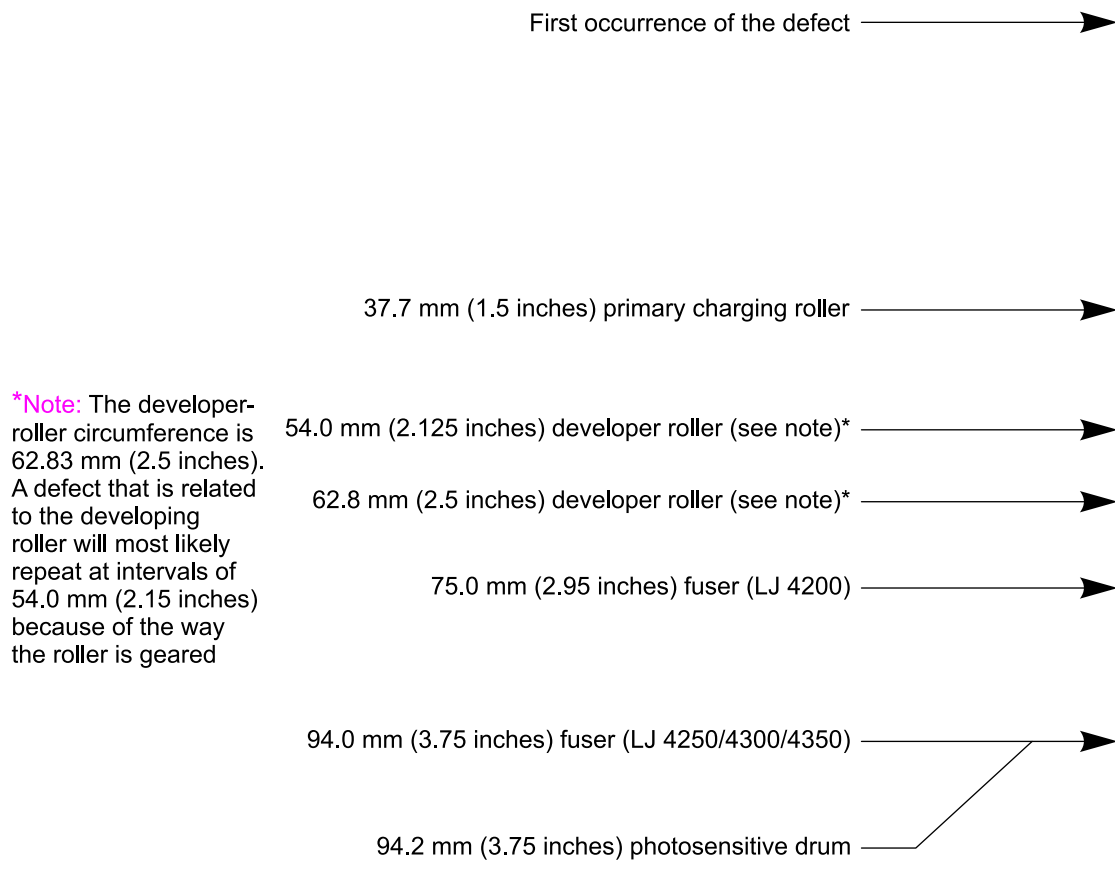 First occurrence of the defect
37.7 mm (1.5 inches) primary charging roller
*Note: The developer-
roller circumference is
62.83 mm (2.5 inches).
A defect that is related
to the developing
roller will most likely
repeat at intervals of
54.0 mm (2.15 inches)
because of the way
the roller is geared
54.0 mm (2.125 inches) developer roller (see note)*
62.8 mm (2.5 inches) developer roller (see note)*
75.0 mm (2.95 inches) fuser (LJ 4200)
94.0 mm (3.75 inches) fuser (LJ 4250/4300/4350)
94.2 mm (3.75 inches) photosensitive drum